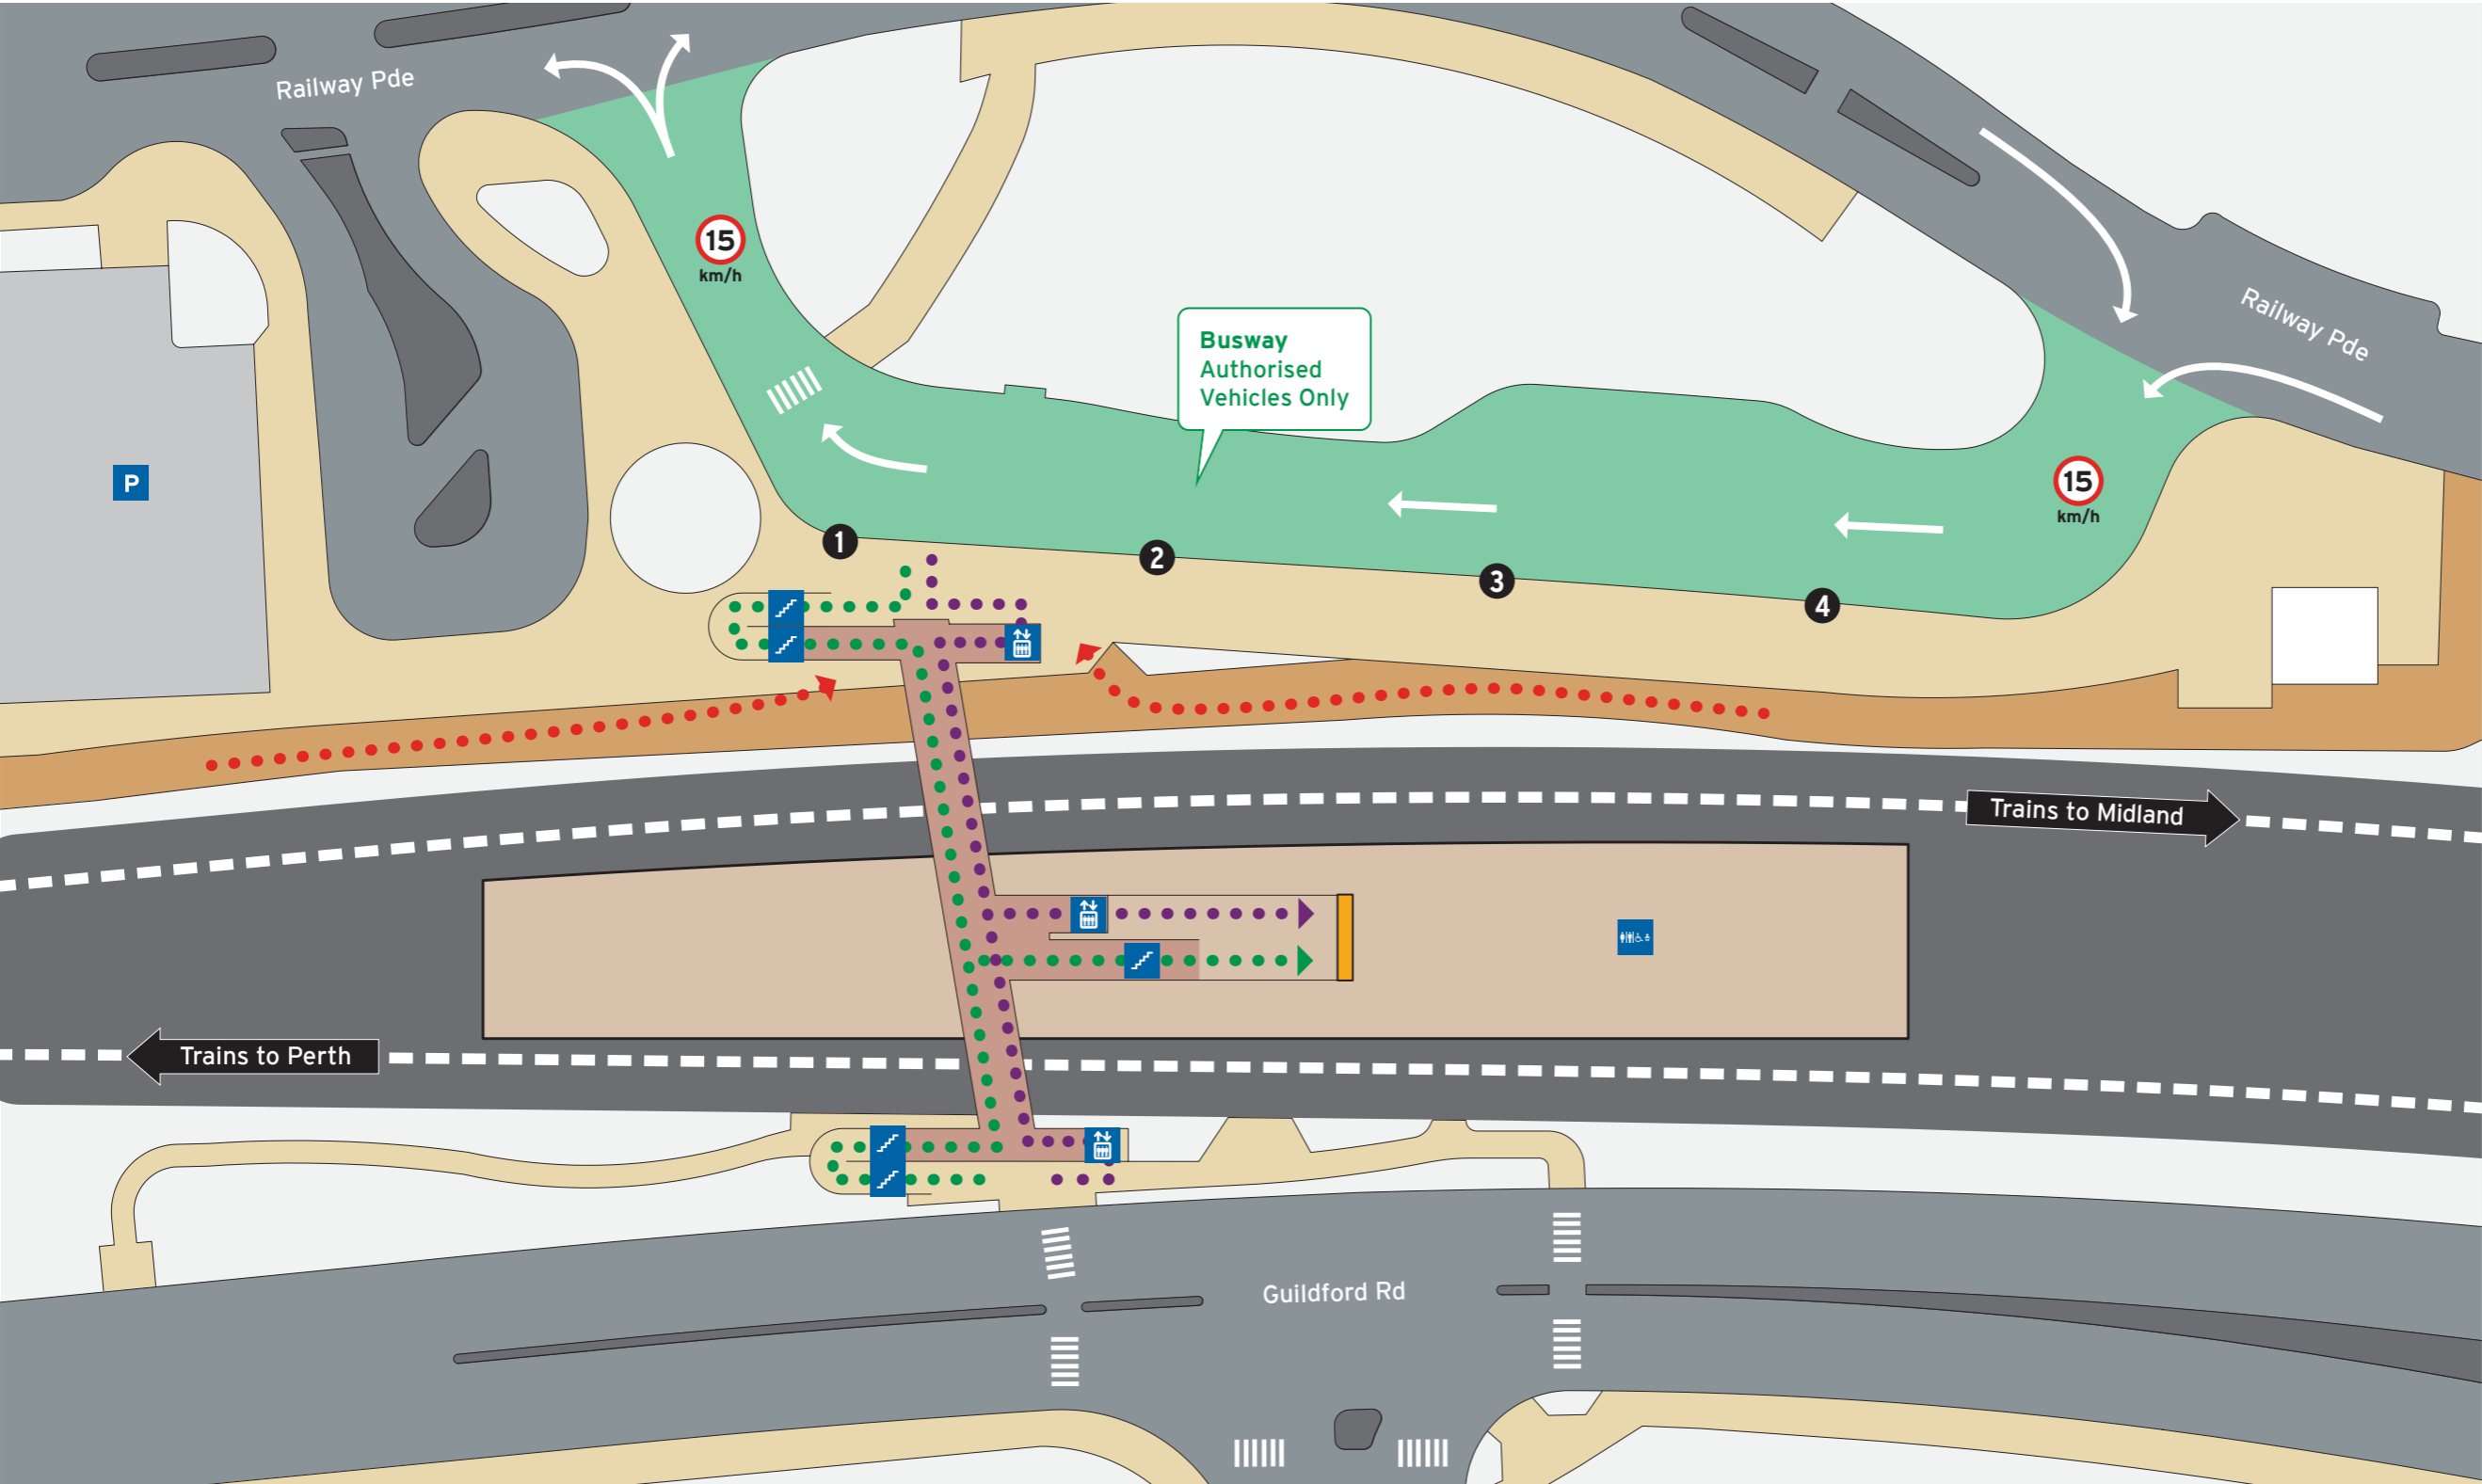 Railway Pde
15
km/h
Busway
Authorised
Vehicles Only
Railway Pde
P
15
km/h
1
2
3
4
Trains to Midland
Trains to Perth
Guildford Rd